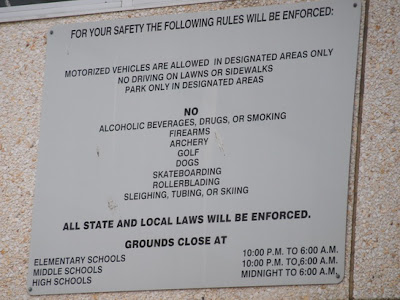 FOR YOUR SAFETY THE FOLLOWING RULES WILL BE ENFORCED:
MOTORIZED VEHICLES ARE ALLOWED IN DESIGNATED AREAS ONLY
NO DRIVING ON LAWNS OR SIDEWALKS
PARK ONLY IN DESIGNATED AREAS
NO
ALCOHOLIC BEVERAGES, DRUGS, OR SMOKING
FIREARMS
ARCHERY
GOLF
DOGS
SKATEBOARDING
ROLLERBLADING
SLEIGHING, TUBING, OR SKIING
ALL STATE AND LOCAL LAWS WILL BE ENFORCED.
GROUNDS CLOSE AT
ELEMENTARY SCHOOLS 10:00 P.M. TO 6:00 A.M.
MIDDLE SCHOOLS 10:00 P.M. TO 6:00 A.M.
HIGH SCHOOLS MIDNIGHT TO 6:00 A.M.